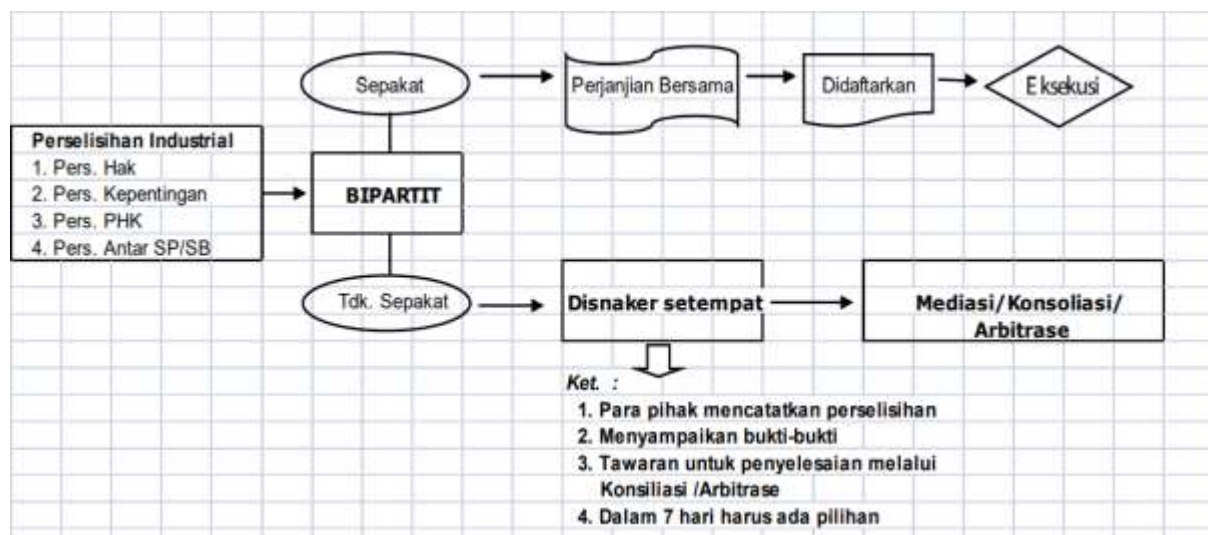 Sepakat
Perjanjian Bersama
Didaftarkan
Eksekusi
Perselisihan Industrial
1. Pers. Hak
2. Pers. Kepentingan
3. Pers. PHK
4. Pers. Antar SP/SB
BIPARTIT
Tdk. Sepakat
Disnaker setempat
Mediasi/Konsoliasi/
Arbitrase
Ket. :
1. Para pihak mencatatkan perselisihan
2. Menyampaikan bukti-bukti
3. Tawaran untuk penyelesaian melalui
Konsiliasi /Arbitrase
4. Dalam 7 hari harus ada pilihan